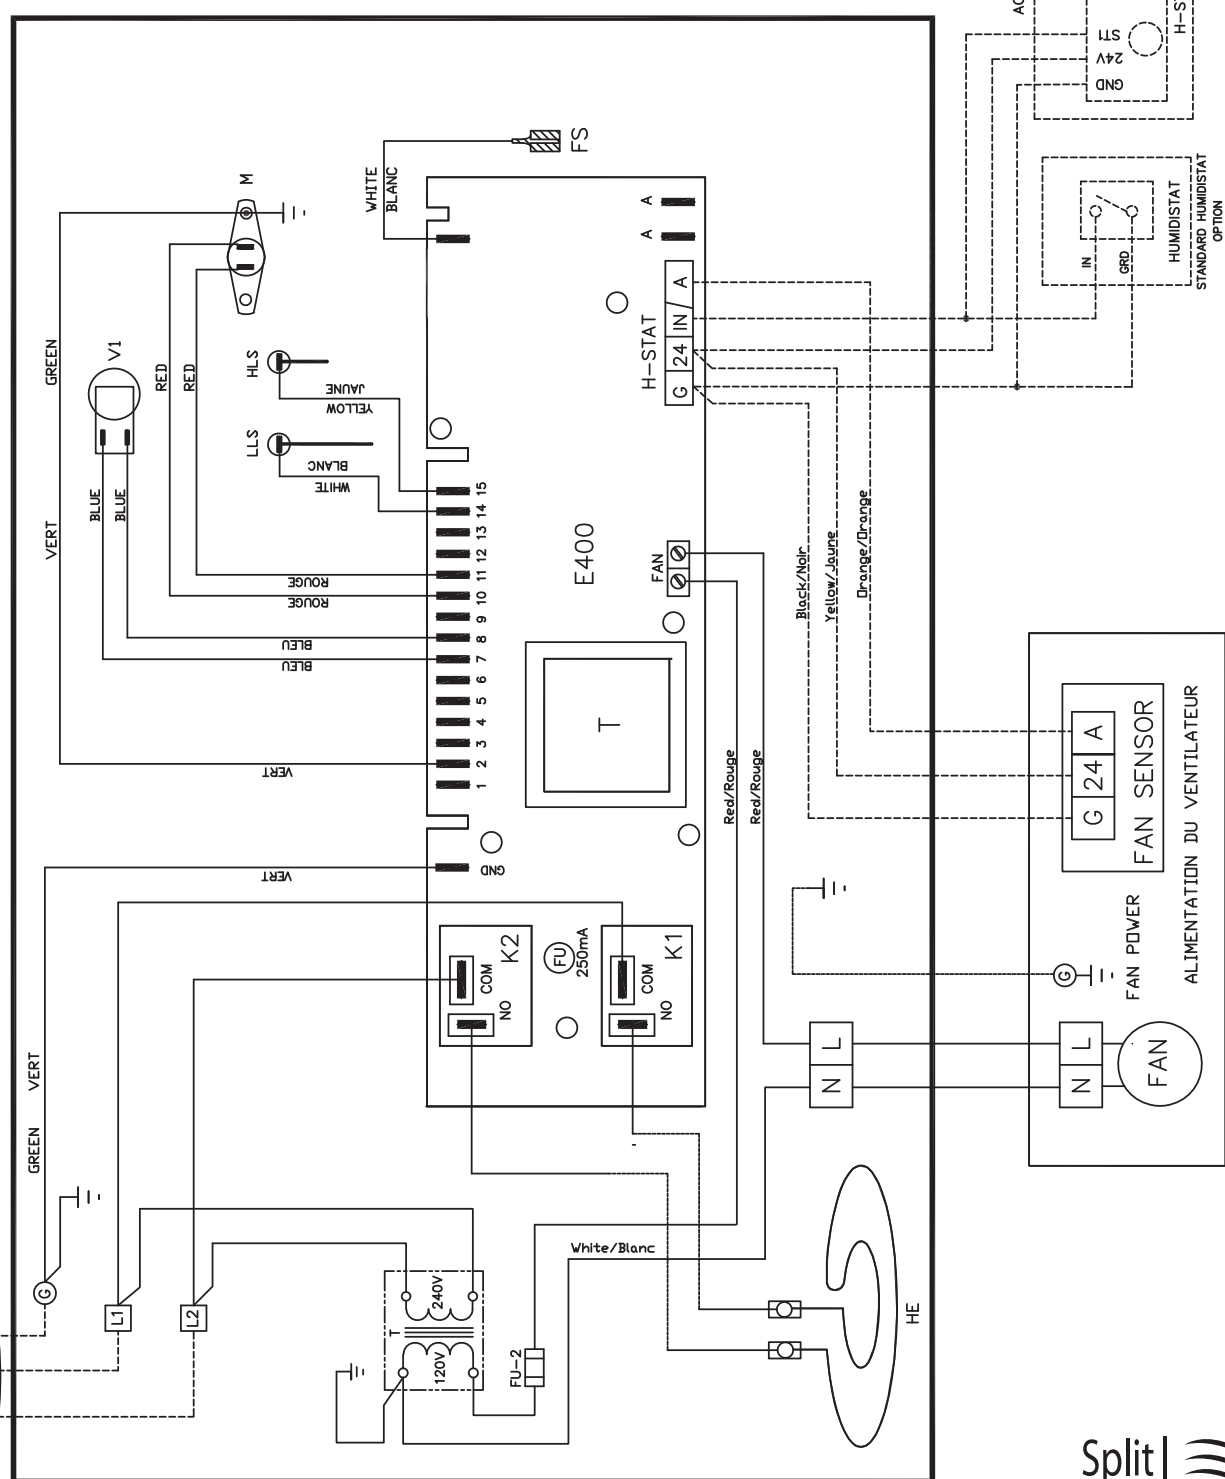 AC
H-S
ST1
24V
GND
FS
WHITE
BLANC
M
A
A
IN
GRD
HUMIDISTAT
STANDARD HUMIDISTAT
OPTION
GREEN
V1
RED
RED
HLS
JAUNE
YELLOW
H-STAT
G
24
IN
A
LLS
BLANC
WHITE
BLUE
BLUE
VERT
15
14
13
12
11
10
9
8
7
6
5
4
3
2
1
ROUGE
ROUGE
BLEU
BLEU
VERT
E400
FAN
Black/Noir
Yellow/Jaune
Orange/Orange
T
Red/Rouge
Red/Rouge
G
24
A
FAN SENSOR
ALIMENTATION DU VENTILATEUR
FAN POWER
VERT
GND
K2
COM
NO
FU
250mA
K1
COM
NO
G
N
L
N
L
FAN
GREEN
VERT
G
L1
L2
T
240V
120V
FU-2
White/Blanc
HE
Split